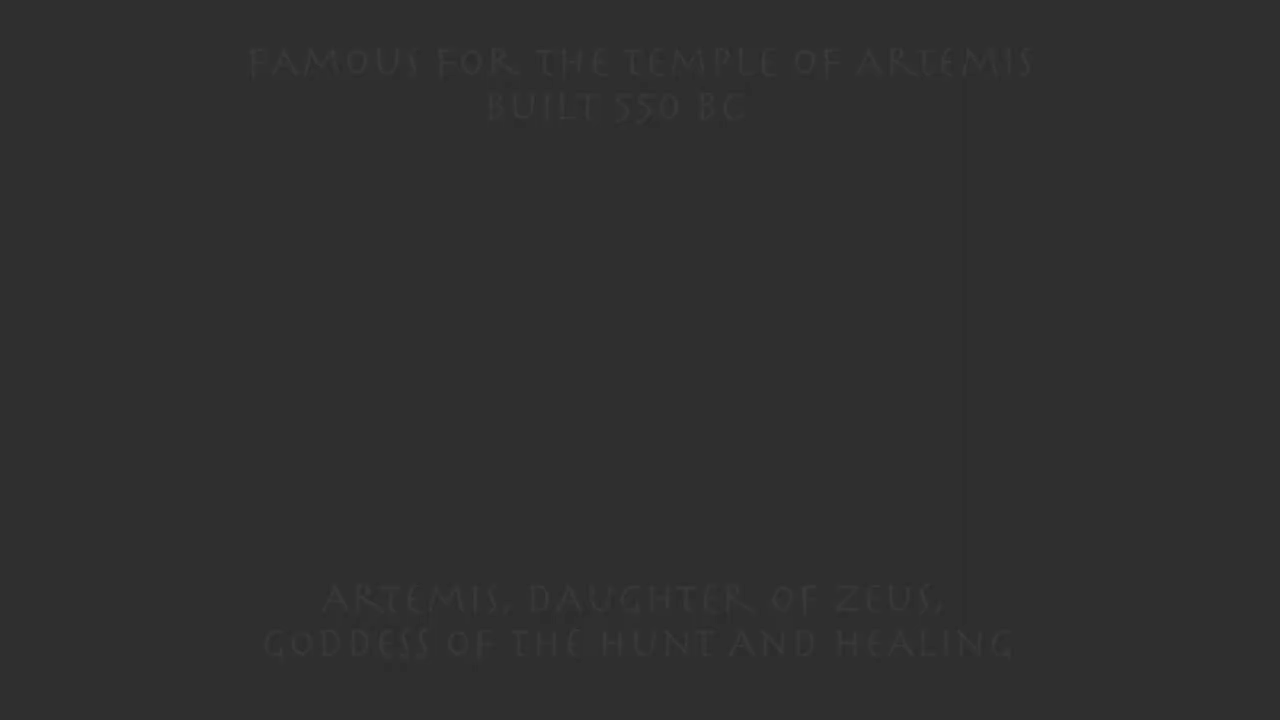 FAMOUS FOR THE TEMPLE OF ARTEMIS
BUILT 550 BC
ARTEMIS, DAUGHTER OF ZEUS,
GODDESS OF THE HUNT AND HEALING